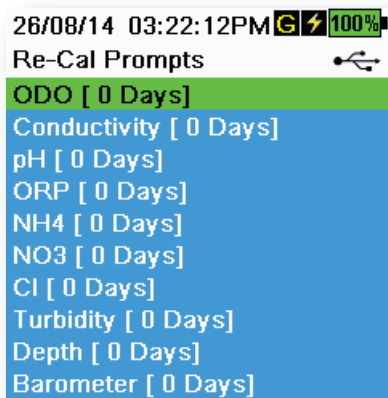 26/08/14 03:22:12PM G 100%
Re-Cal Prompts
ODO [ 0 Days]
Conductivity [ 0 Days]
pH [ 0 Days]
ORP [ 0 Days]
NH4 [ 0 Days]
NO3 [ 0 Days]
Cl [ 0 Days]
Turbidity [ 0 Days]
Depth [ 0 Days]
Barometer [ 0 Days]